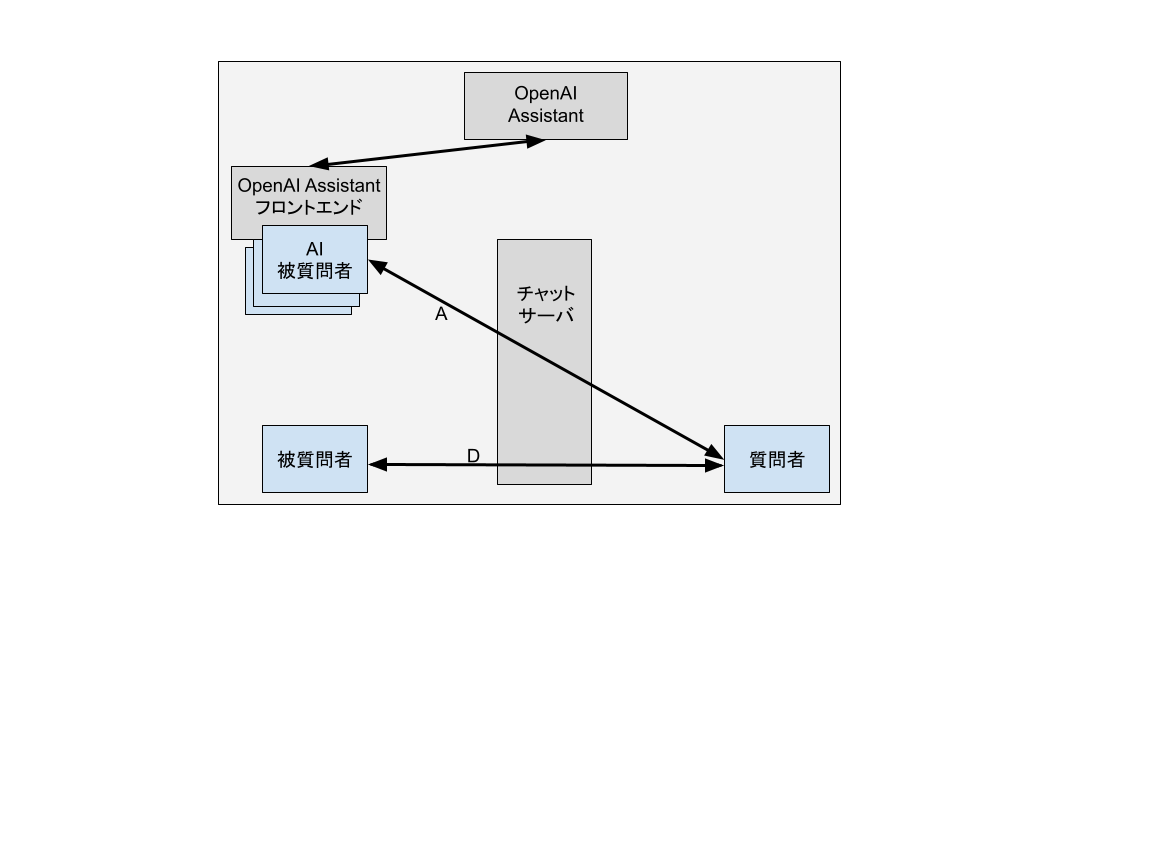 OpenAI
Assistant
OpenAI Assistant
フロントエンド
AI
被質問者
チャット
サーバ
A
被質問者
D
質問者